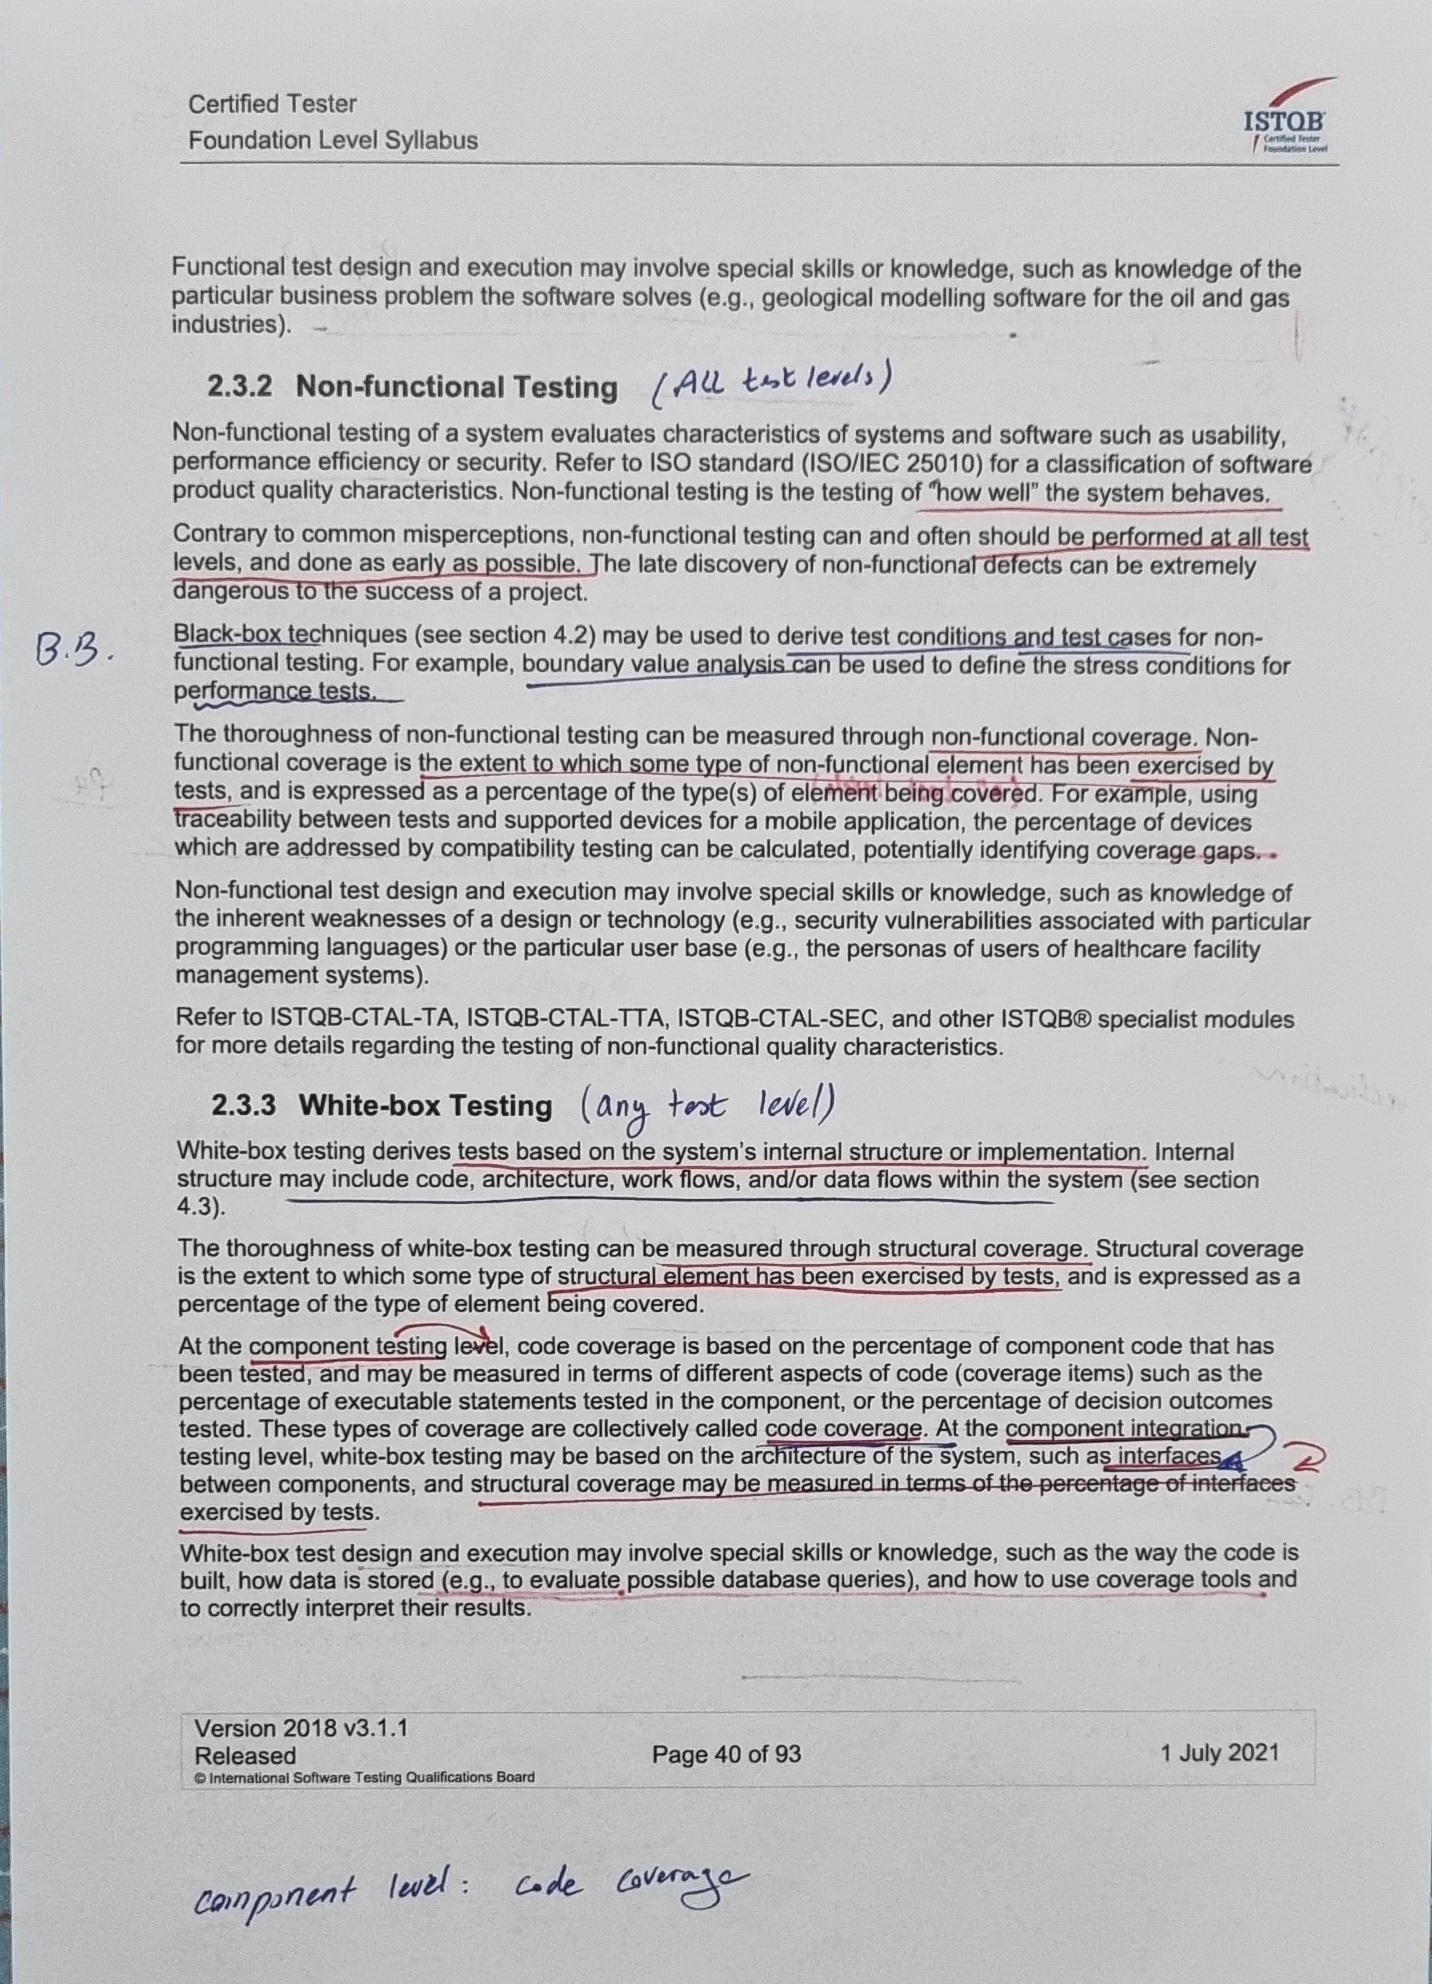 Certified Tester
Foundation Level Syllabus
ISTQB
Certified Tester
Foundation Level
Functional test design and execution may involve special skills or knowledge, such as knowledge of the
particular business problem the software solves (e.g., geological modelling software for the oil and gas
industries).
2.3.2 Non-functional Testing (All test levels)
Non-functional testing of a system evaluates characteristics of systems and software such as usability,
performance efficiency or security. Refer to ISO standard (ISO/IEC 25010) for a classification of software
product quality characteristics. Non-functional testing is the testing of "how well" the system behaves.
Contrary to common misperceptions, non-functional testing can and often should be performed at all test
levels, and done as early as possible. The late discovery of non-functional defects can be extremely
dangerous to the success of a project.
B.B.
Black-box techniques (see section 4.2) may be used to derive test conditions and test cases for non-
functional testing. For example, boundary value analysis can be used to define the stress conditions for
performance tests.
The thoroughness of non-functional testing can be measured through non-functional coverage. Non-
functional coverage is the extent to which some type of non-functional element has been exercised by
tests, and is expressed as a percentage of the type(s) of element being covered. For example, using
traceability between tests and supported devices for a mobile application, the percentage of devices
which are addressed by compatibility testing can be calculated, potentially identifying coverage gaps.
Non-functional test design and execution may involve special skills or knowledge, such as knowledge of
the inherent weaknesses of a design or technology (e.g., security vulnerabilities associated with particular
programming languages) or the particular user base (e.g., the personas of users of healthcare facility
management systems).
Refer to ISTQB-CTAL-TA, ISTQB-CTAL-TTA, ISTQB-CTAL-SEC, and other ISTQB® specialist modules
for more details regarding the testing of non-functional quality characteristics.
2.3.3 White-box Testing (any test level)
White-box testing derives tests based on the system's internal structure or implementation. Internal
structure may include code, architecture, work flows, and/or data flows within the system (see section
4.3).
The thoroughness of white-box testing can be measured through structural coverage. Structural coverage
is the extent to which some type of structural element has been exercised by tests, and is expressed as a
percentage of the type of element being covered.
At the component testing level, code coverage is based on the percentage of component code that has
been tested, and may be measured in terms of different aspects of code (coverage items) such as the
percentage of executable statements tested in the component, or the percentage of decision outcomes
tested. These types of coverage are collectively called code coverage. At the component integration
testing level, white-box testing may be based on the architecture of the system, such as interfaces
between components, and structural coverage may be measured in terms of the percentage of interfaces
exercised by tests.
White-box test design and execution may involve special skills or knowledge, such as the way the code is
built, how data is stored (e.g., to evaluate possible database queries), and how to use coverage tools and
to correctly interpret their results.
Version 2018 v3.1.1
Released
Page 40 of 93
1 July 2021
© International Software Testing Qualifications Board
component level: code coverage